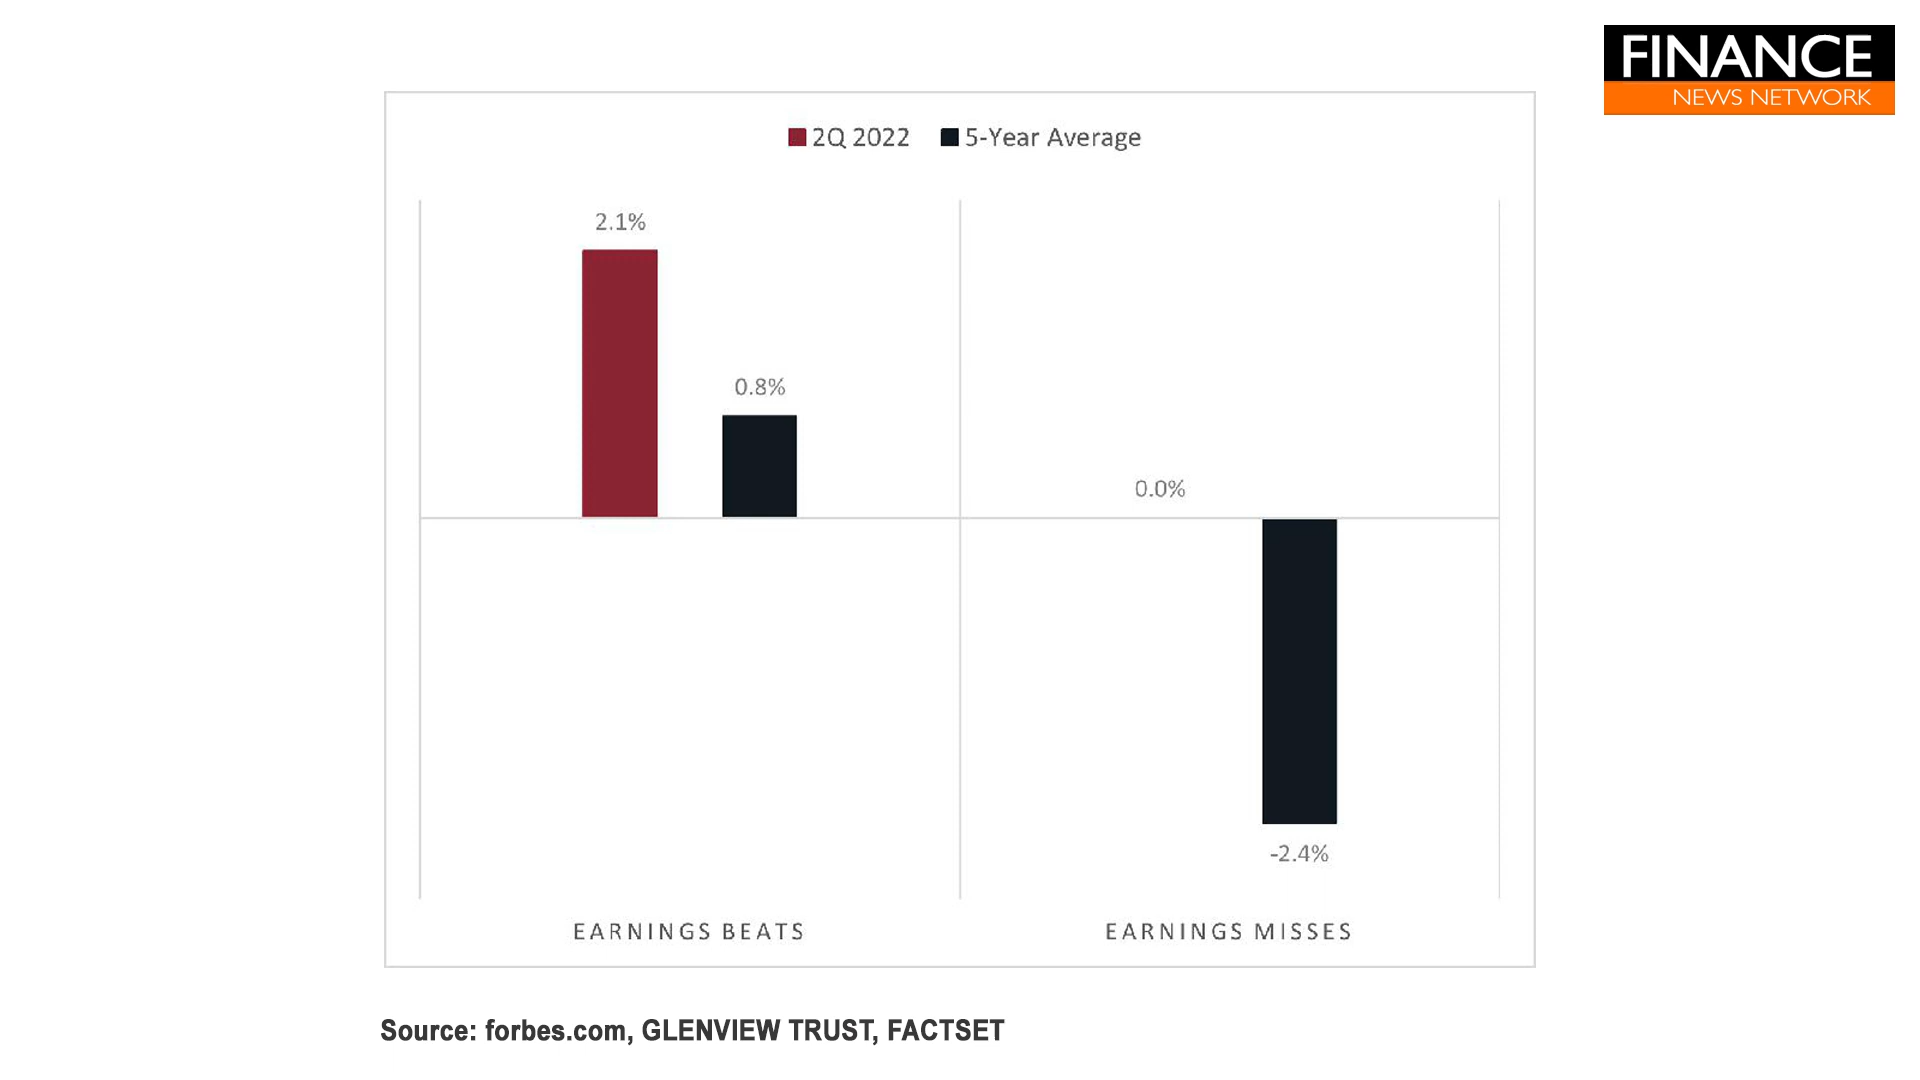 FINANCE
NEWS NETWORK
2Q 2022 5-Year Average
2.1%
0.8%
0.0%
-2.4%
EARNINGS BEATS EARNINGS MISSES
Source: forbes.com, GLENVIEW TRUST, FACTSET